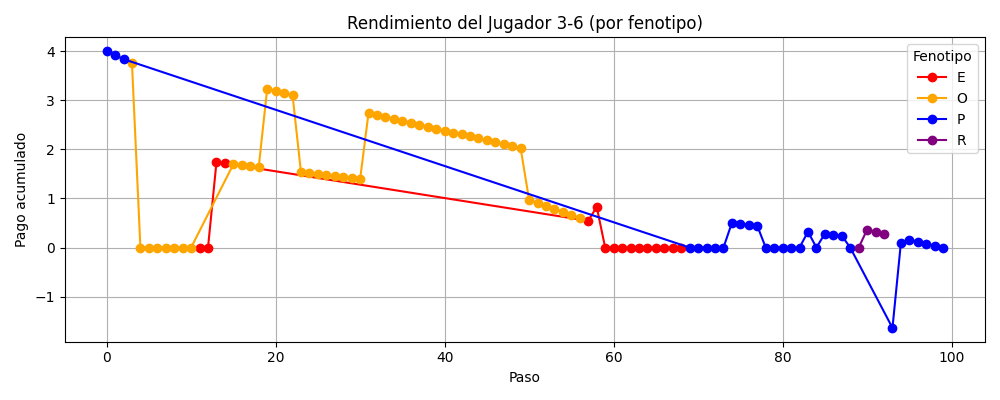 Rendimiento del Jugador 3-6 (por fenotipo)
Pago acumulado
4
3
2
1
0
−1
Fenotipo
E
O
P
R
0 20 40 60 80 100
Paso